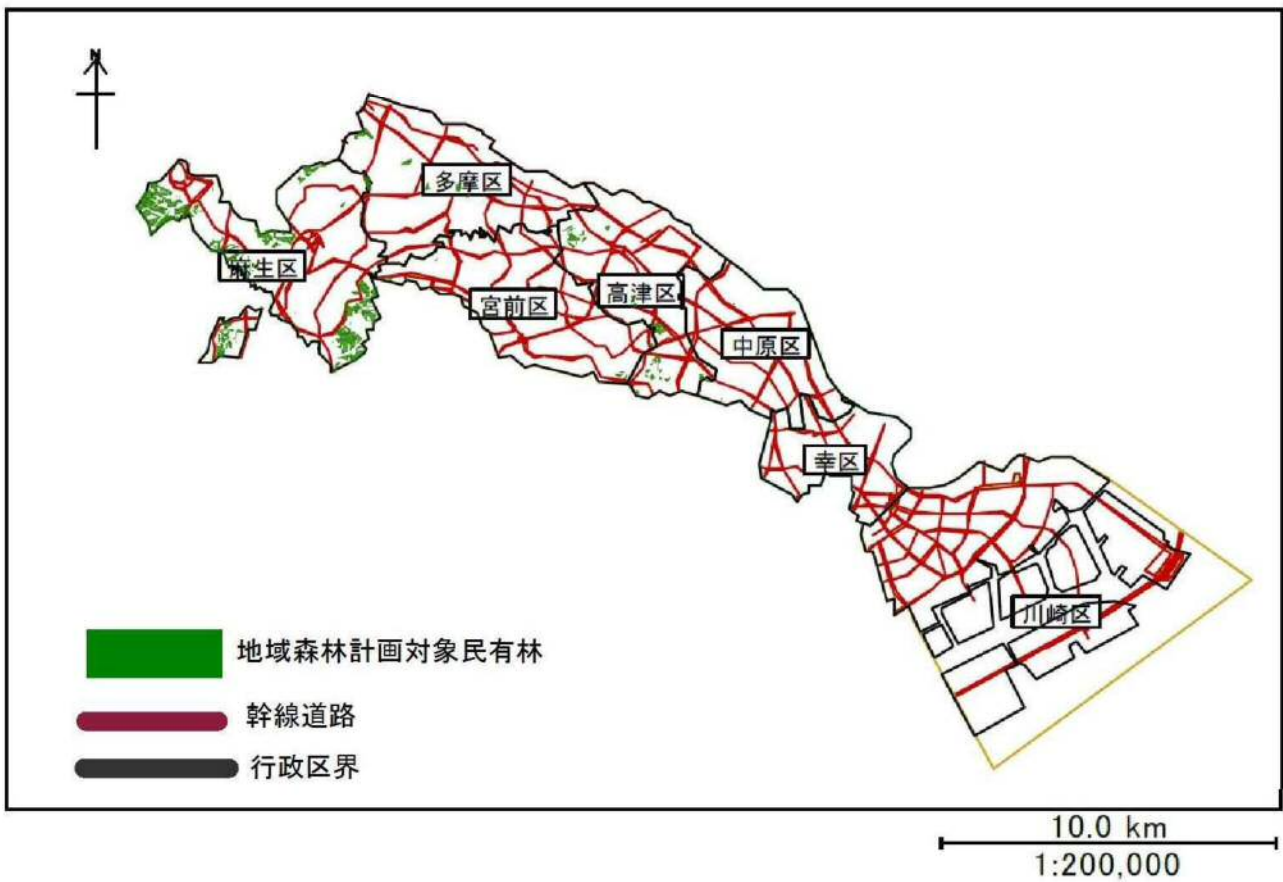 N
多摩区
麻生区
宮前区
高津区
中原区
幸区
川崎区
地域森林計画対象民有林
幹線道路
行政区界
10.0 km
1:200,000